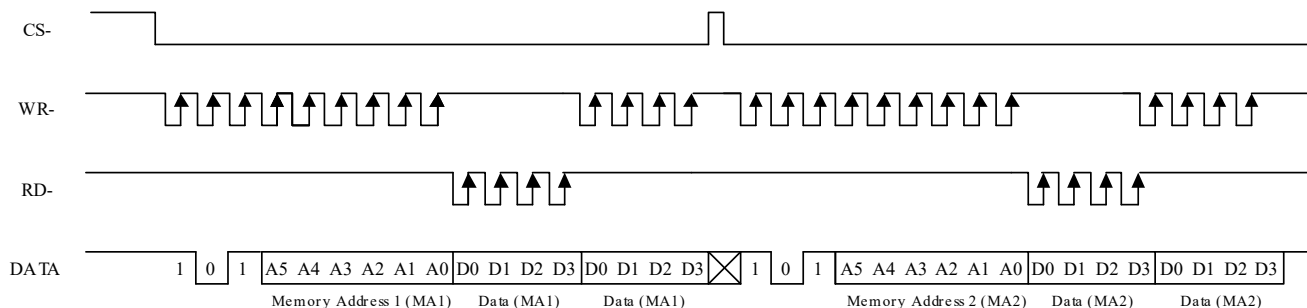 CS-
WR-
RD-
DATA 1 0 1 A5 A4 A3 A2 A1 A0 D0 D1 D2 D3 D0 D1 D2 D3 1 0 1 A5 A4 A3 A2 A1 A0 D0 D1 D2 D3 D0 D1 D2 D3
Memory Address 1 (MA1) Data (MA1) Data (MA1) Memory Address 2 (MA2) Data (MA2) Data (MA2)